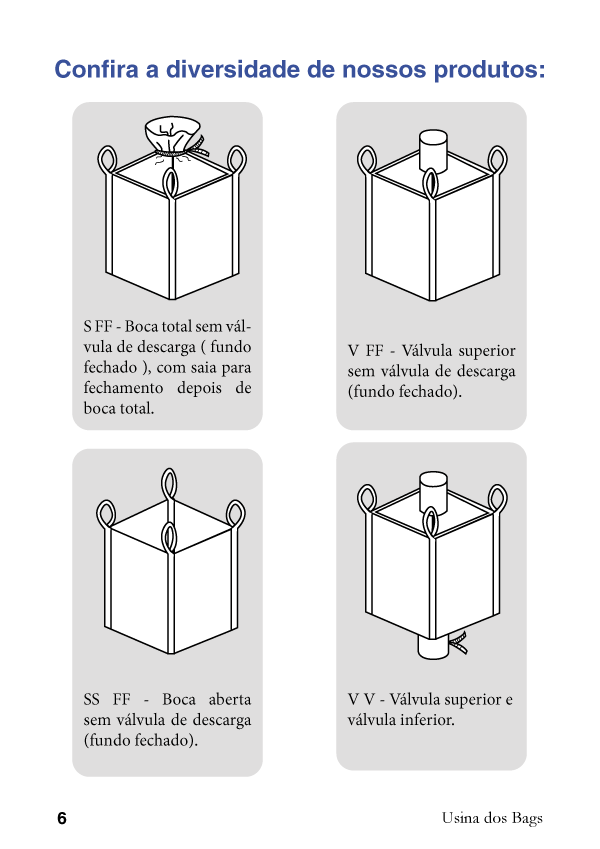 Confira a diversidade de nossos produtos:
S FF - Boca total sem vál-
vula de descarga ( fundo
fechado ), com saia para
fechamento depois de
boca total.
V FF - Válvula superior
sem válvula de descarga
(fundo fechado).
SS FF - Boca aberta
sem válvula de descarga
(fundo fechado).
V V - Válvula superior e
válvula inferior.
6
Usina dos Bags